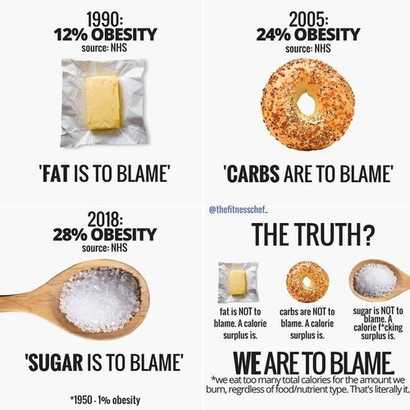 1990:
12% OBESITY
source: NHS
'FAT IS TO BLAME'
2005:
24% OBESITY
source: NHS
'CARBS ARE TO BLAME'
2018:
28% OBESITY
source: NHS
'SUGAR IS TO BLAME'
*1950 - 1% obesity
@thefitnesschef_
THE TRUTH?
fat is NOT to
blame. A calorie
surplus is.
carbs are NOT to
blame. A calorie
surplus is.
sugar is NOT to
blame. A
calorie f*cking
surplus is.
WE ARE TO BLAME.
*we eat too many total calories for the amount we
burn, regrdless of food/nutrient type. That's literally it.